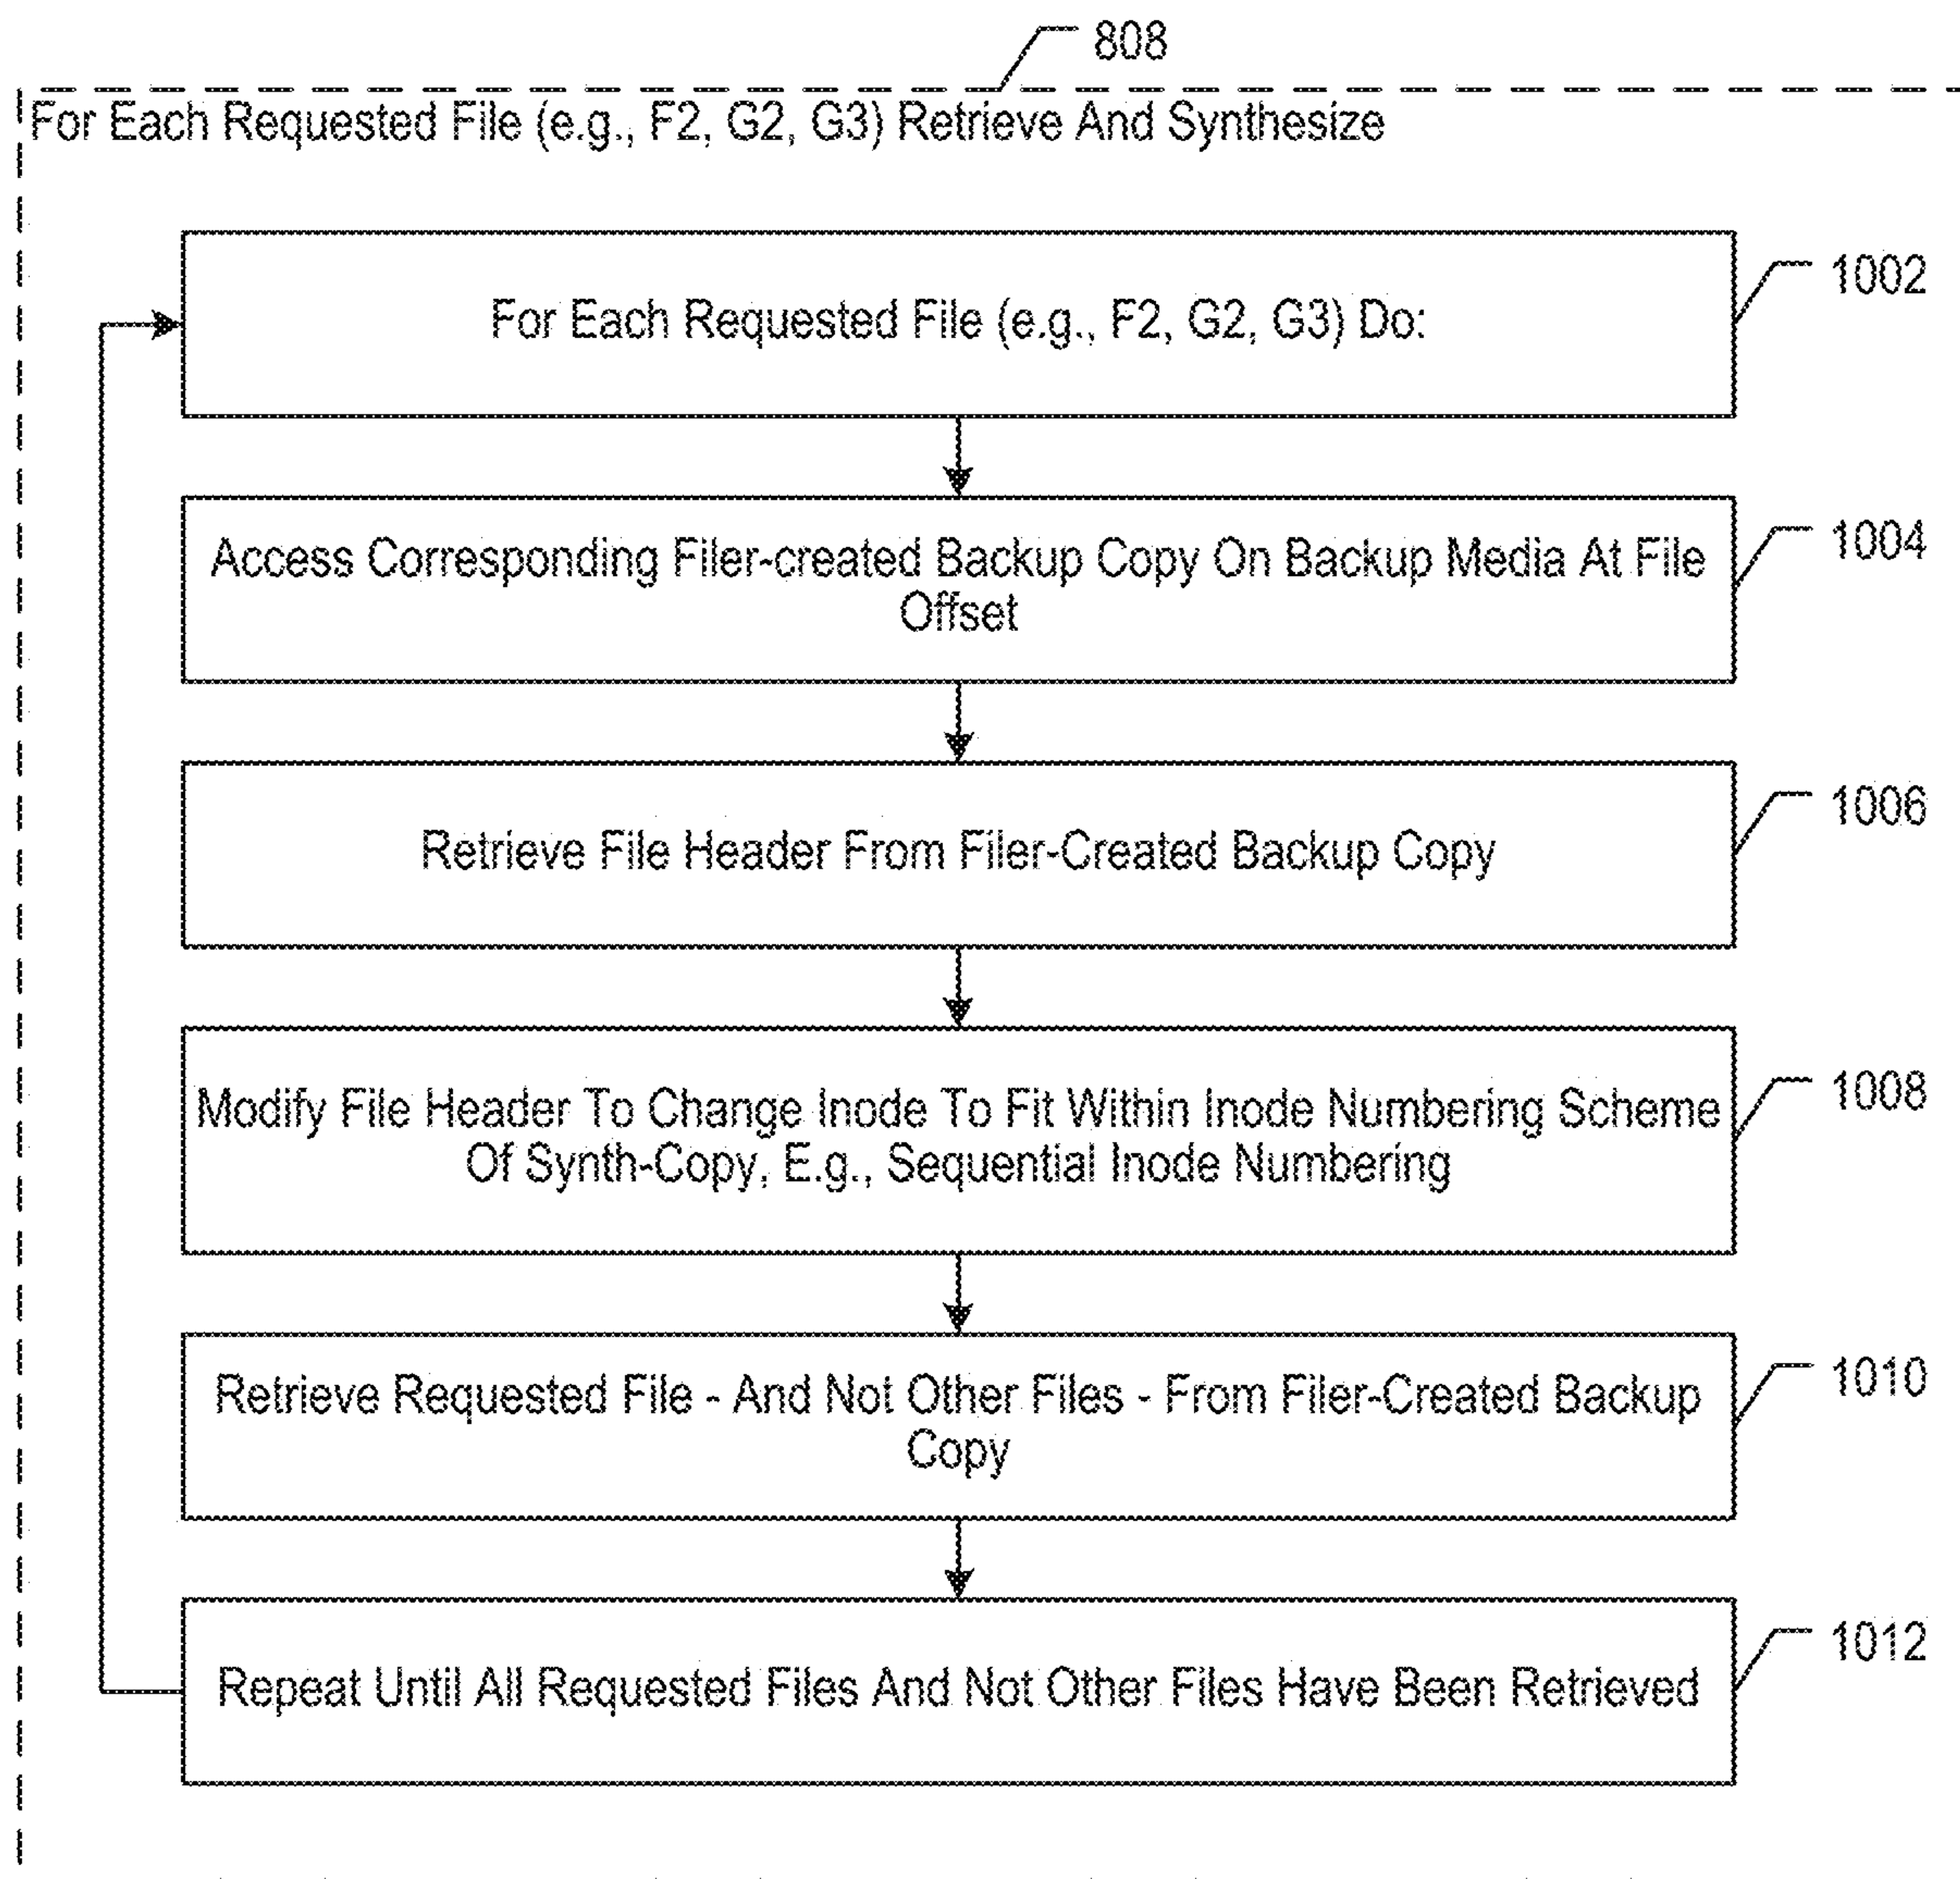 808
For Each Requested File (e.g., F2, G2, G3) Retrieve And Synthesize
For Each Requested File (e.g., F2, G2, G3) Do:
1002
Access Corresponding Filer-created Backup Copy On Backup Media At File
Offset
1004
Retrieve File Header From Filer-Created Backup Copy
1006
Modify File Header To Change Inode To Fit Within Inode Numbering Scheme
Of Synth-Copy, E.g., Sequential Inode Numbering
1008
Retrieve Requested File - And Not Other Files - From Filer-Created Backup
Copy
1010
Repeat Until All Requested Files And Not Other Files Have Been Retrieved
1012